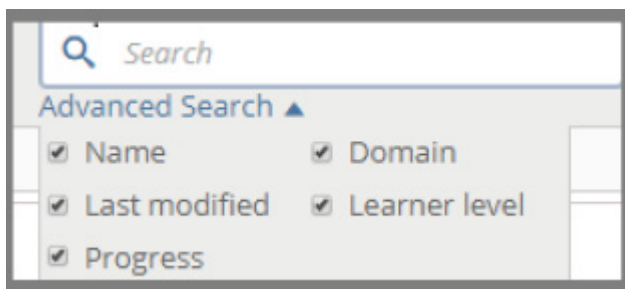 Search
Advanced Search ▲
Name Domain
Last modified Learner level
Progress